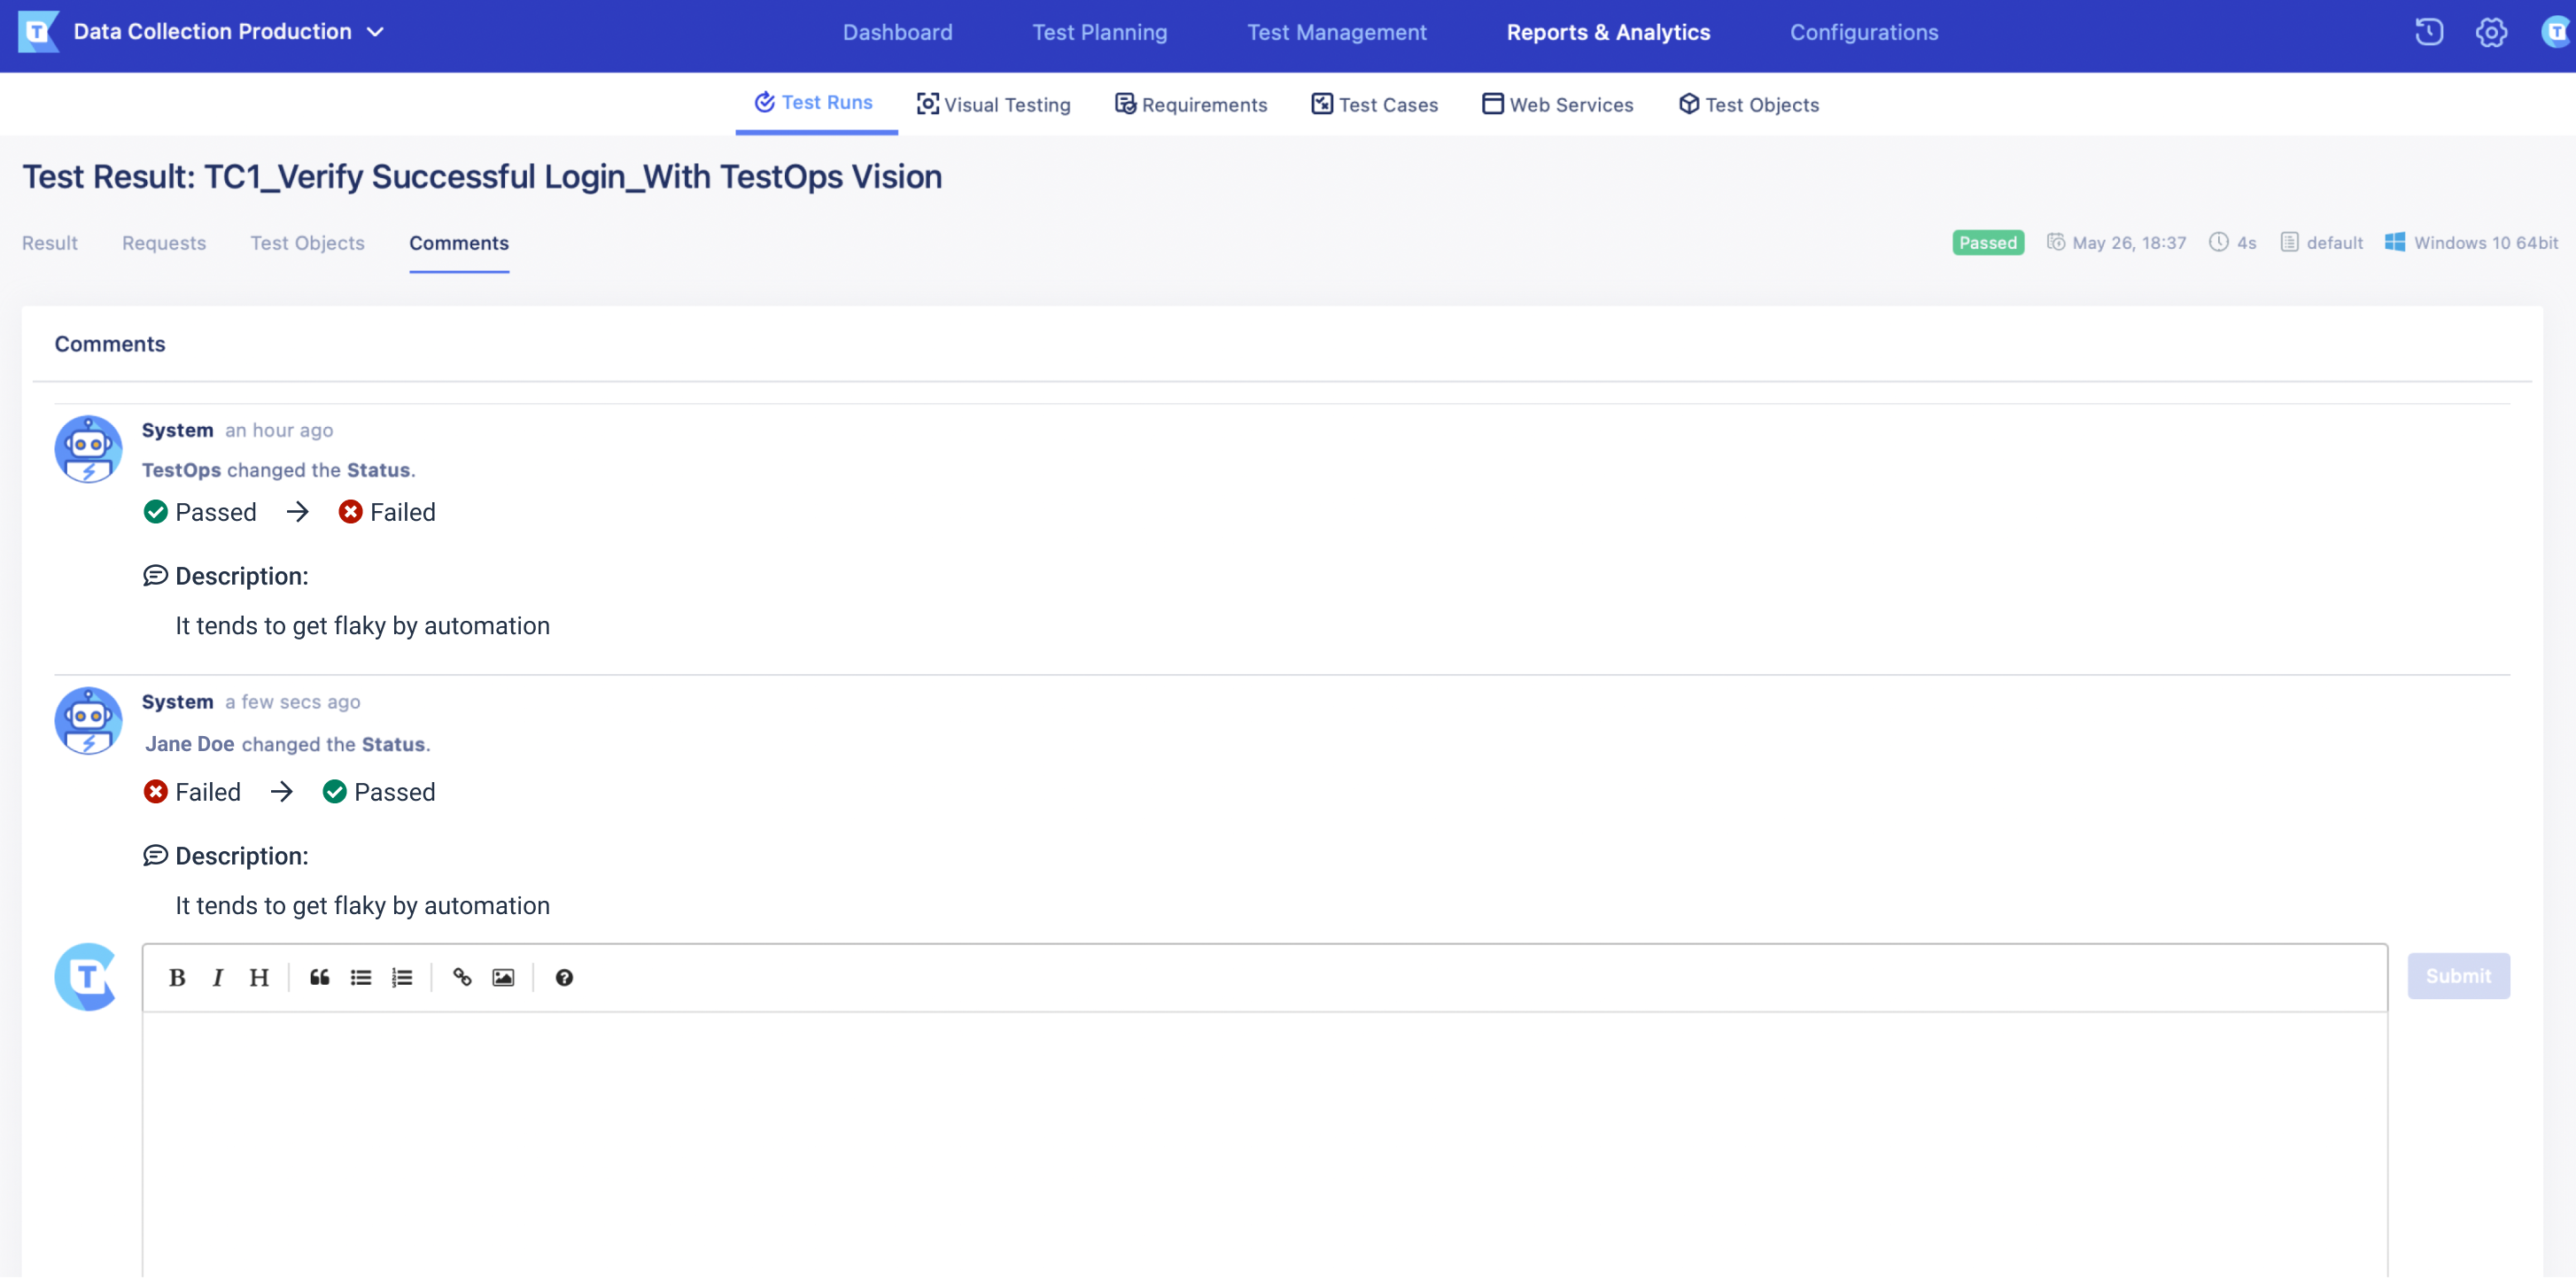 Data Collection Production Dashboard Test Planning Test Management Reports & Analytics Configurations
Test Runs Visual Testing Requirements Test Cases Web Services Test Objects
Test Result: TC1_Verify Successful Login_With TestOps Vision
Result Requests Test Objects Comments Passed May 26, 18:37 4s default Windows 10 64bit
Comments
System an hour ago
TestOps changed the Status.
Passed → Failed
Description:
It tends to get flaky by automation
System a few secs ago
Jane Doe changed the Status.
Failed → Passed
Description:
It tends to get flaky by automation
B I H Submit